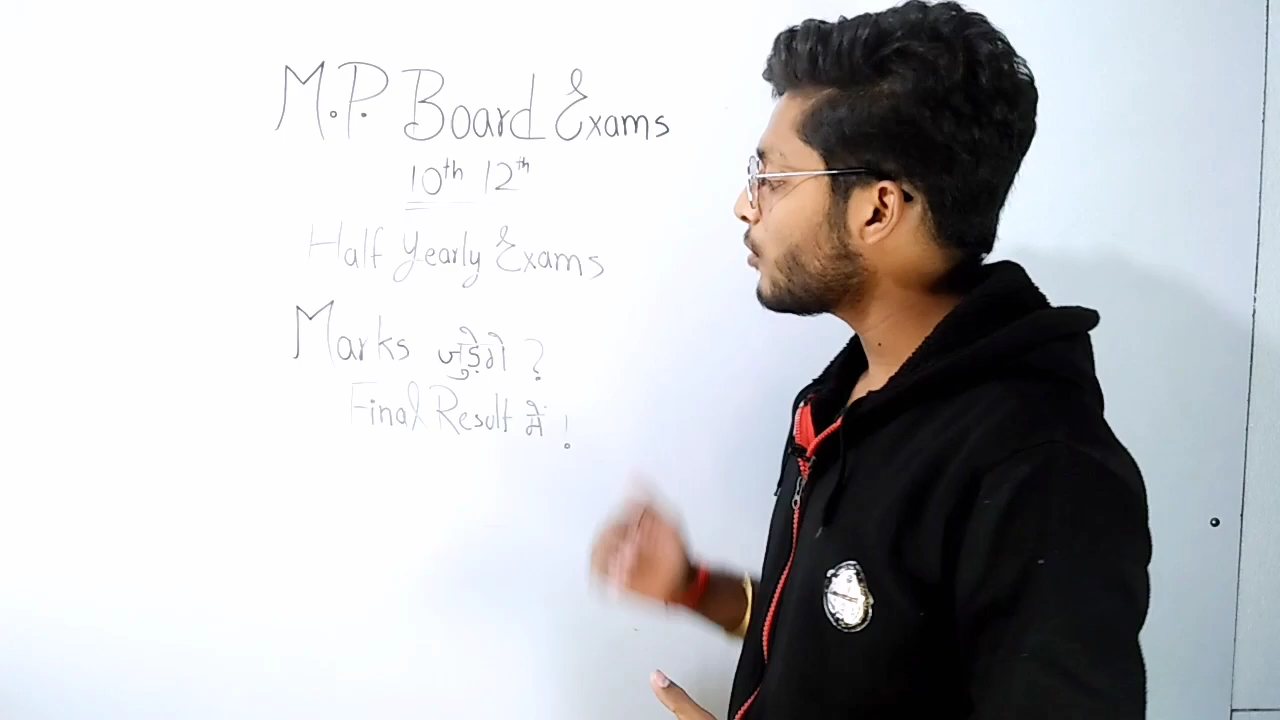 M.P. Board Exams
10th 12th
Half Yearly Exams
Marks जुड़ेगे ?
Final Result में !